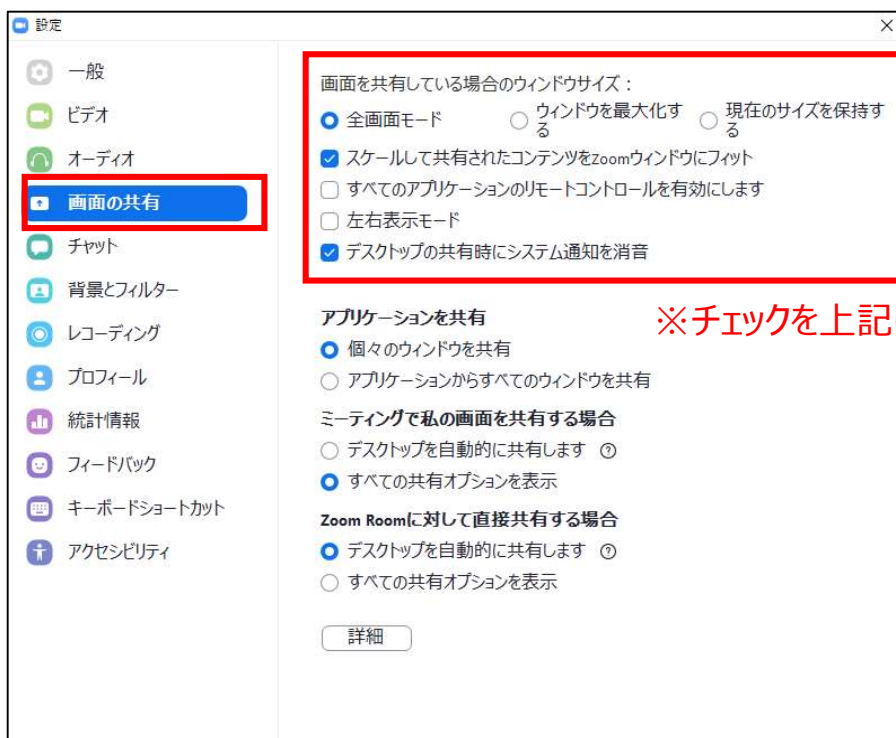 設定
一般
ビデオ
オーディオ
画面の共有
チャット
背景とフィルター
レコーディング
プロフィール
統計情報
フィードバック
キーボードショートカット
アクセシビリティ
画面を共有している場合のウィンドウサイズ：
全画面モード
ウィンドウを最大化す
る
現在のサイズを保持す
る
スケールして共有されたコンテンツをZoomウィンドウにフィット
すべてのアプリケーションのリモートコントロールを有効にします
左右表示モード
デスクトップの共有時にシステム通知を消音
※チェックを上記
アプリケーションを共有
個々のウィンドウを共有
アプリケーションからすべてのウィンドウを共有
ミーティングで私の画面を共有する場合
デスクトップを自動的に共有します
すべての共有オプションを表示
Zoom Roomに対して直接共有する場合
デスクトップを自動的に共有します
すべての共有オプションを表示
詳細